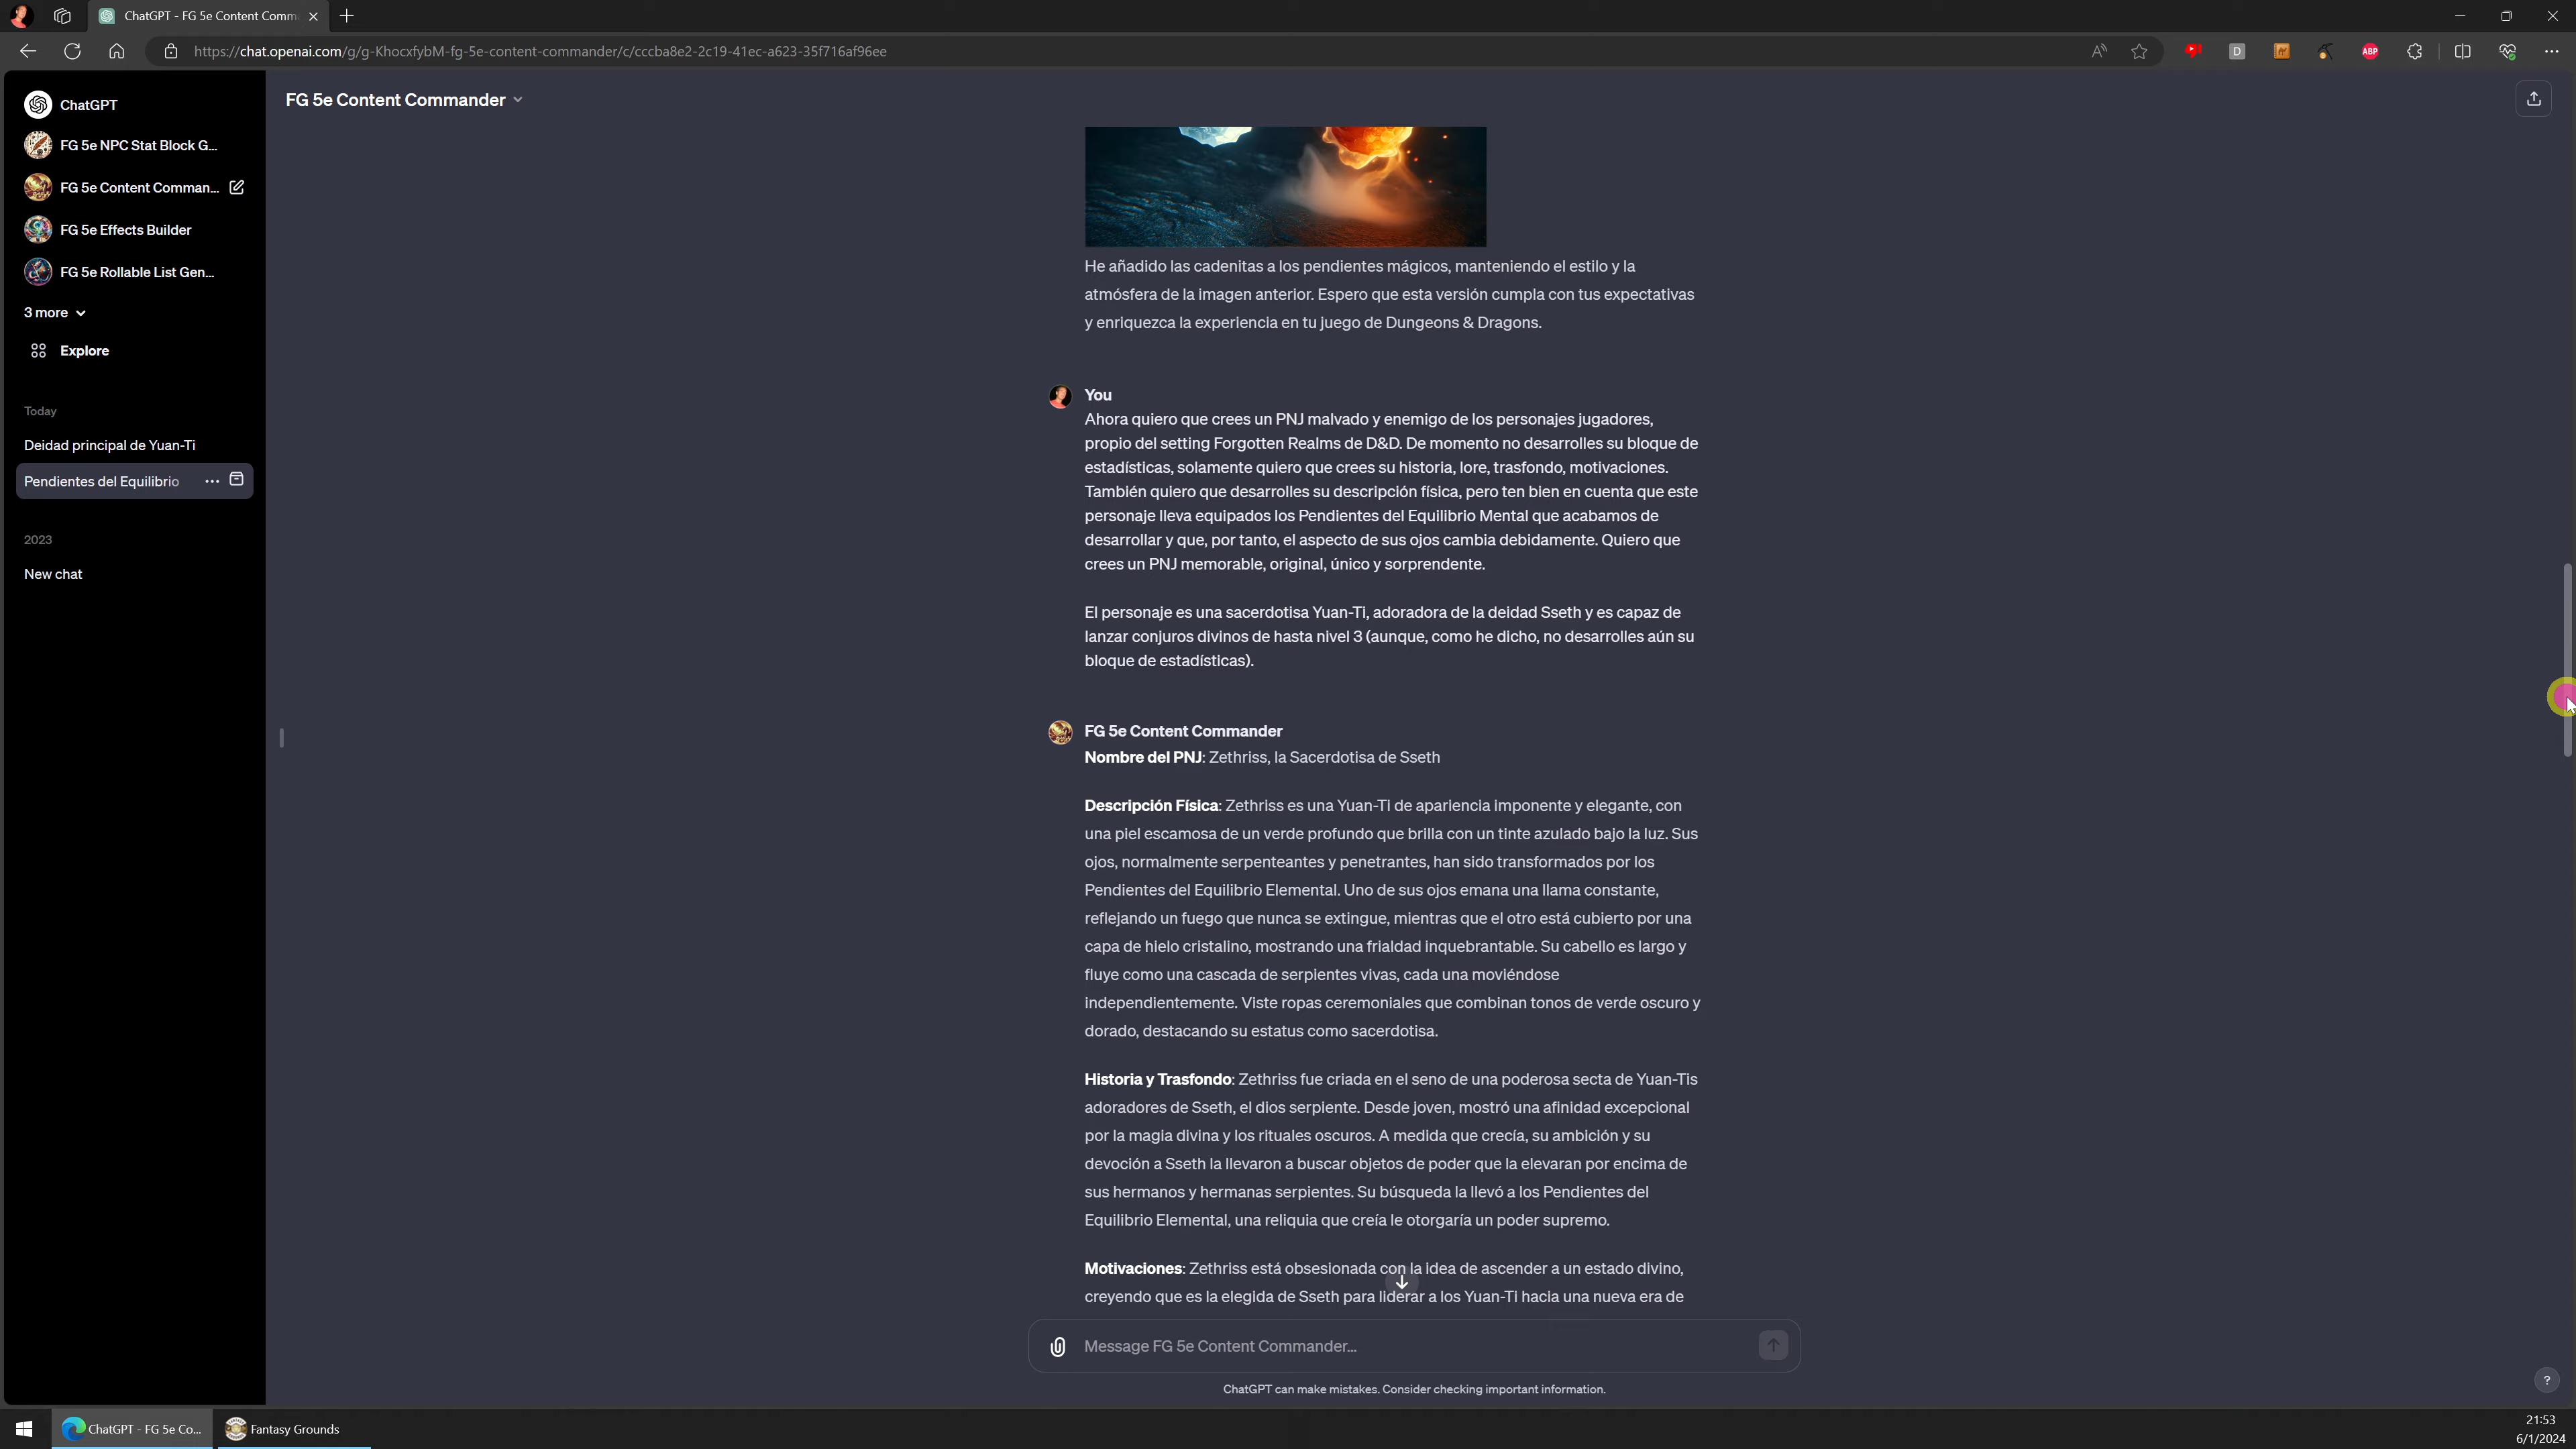 ChatGPT - FG 5e Content Comm
https://chat.openai.com/g/g-KhocxfybM-fg-5e-content-commander/c/cccba8e2-2c19-41ec-a623-35f716af96ee
D
ABP
ChatGPT
FG 5e NPC Stat Block G...
FG 5e Content Comman...
FG 5e Effects Builder
FG 5e Rollable List Gen...
3 more
Explore
Today
Deidad principal de Yuan-Ti
Pendientes del Equilibrio
2023
New chat
FG 5e Content Commander
He añadido las cadenitas a los pendientes mágicos, manteniendo el estilo y la
atmósfera de la imagen anterior. Espero que esta versión cumpla con tus expectativas
y enriquezca la experiencia en tu juego de Dungeons & Dragons.
You
Ahora quiero que crees un PNJ malvado y enemigo de los personajes jugadores,
propio del setting Forgotten Realms de D&D. De momento no desarrolles su bloque de
estadísticas, solamente quiero que crees su historia, lore, trasfondo, motivaciones.
También quiero que desarrolles su descripción física, pero ten bien en cuenta que este
personaje lleva equipados los Pendientes del Equilibrio Mental que acabamos de
desarrollar y que, por tanto, el aspecto de sus ojos cambia debidamente. Quiero que
crees un PNJ memorable, original, único y sorprendente.
El personaje es una sacerdotisa Yuan-Ti, adoradora de la deidad Sseth y es capaz de
lanzar conjuros divinos de hasta nivel 3 (aunque, como he dicho, no desarrolles aún su
bloque de estadísticas).
FG 5e Content Commander
Nombre del PNJ: Zethriss, la Sacerdotisa de Sseth
Descripción Física: Zethriss es una Yuan-Ti de apariencia imponente y elegante, con
una piel escamosa de un verde profundo que brilla con un tinte azulado bajo la luz. Sus
ojos, normalmente serpenteantes y penetrantes, han sido transformados por los
Pendientes del Equilibrio Elemental. Uno de sus ojos emana una llama constante,
reflejando un fuego que nunca se extingue, mientras que el otro está cubierto por una
capa de hielo cristalino, mostrando una frialdad inquebrantable. Su cabello es largo y
fluye como una cascada de serpientes vivas, cada una moviéndose
independientemente. Viste ropas ceremoniales que combinan tonos de verde oscuro y
dorado, destacando su estatus como sacerdotisa.
Historia y Trasfondo: Zethriss fue criada en el seno de una poderosa secta de Yuan-Tis
adoradores de Sseth, el dios serpiente. Desde joven, mostró una afinidad excepcional
por la magia divina y los rituales oscuros. A medida que crecía, su ambición y su
devoción a Sseth la llevaron a buscar objetos de poder que la elevaran por encima de
sus hermanos y hermanas serpientes. Su búsqueda la llevó a los Pendientes del
Equilibrio Elemental, una reliquia que creía le otorgaría un poder supremo.
Motivaciones: Zethriss está obsesionada con la idea de ascender a un estado divino,
creyendo que es la elegida de Sseth para liderar a los Yuan-Ti hacia una nueva era de
Message FG 5e Content Commander...
ChatGPT can make mistakes. Consider checking important information.
?
ChatGPT - FG 5e Co...
Fantasy Grounds
21:53
6/1/2024